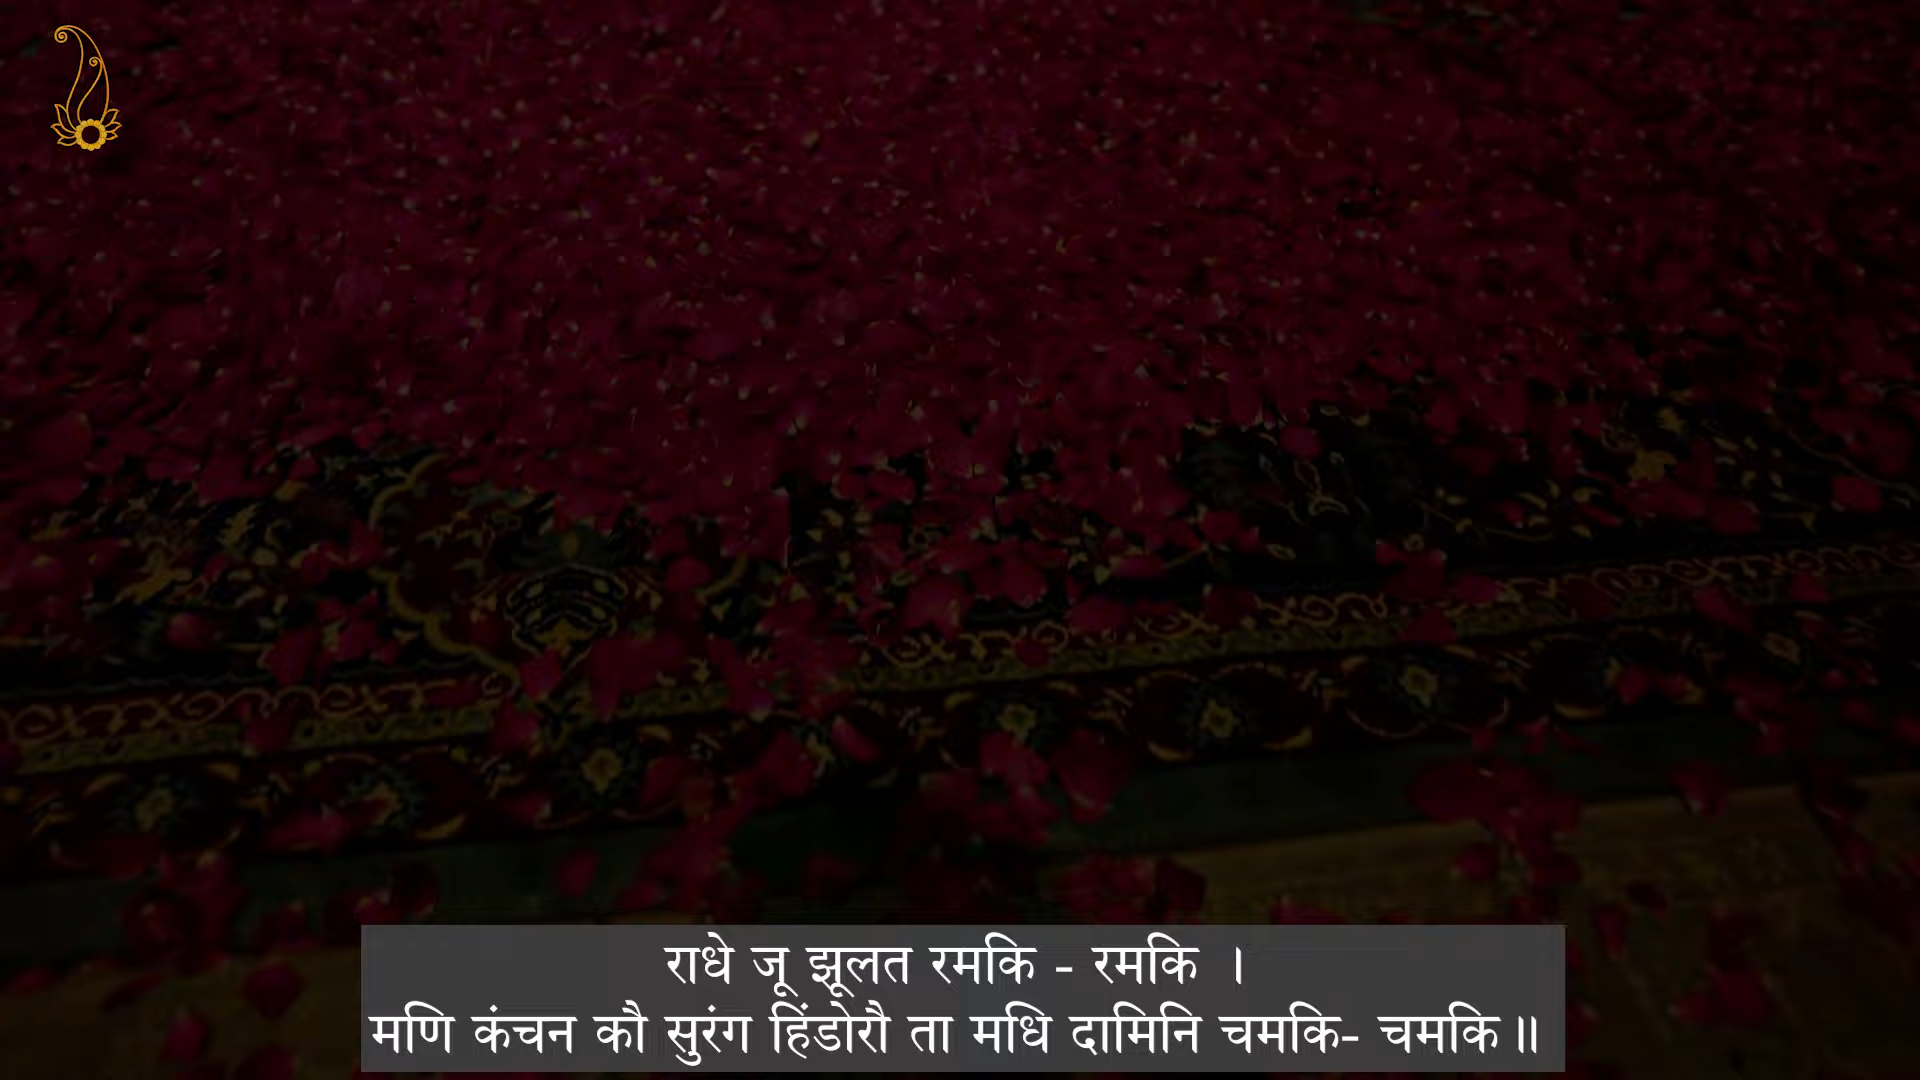 राधे जू झूलत रमकि - रमकि ।
मणि कंचन कौ सुरंग हिंडोरौ ता मधि दामिनि चमकि- चमकि॥